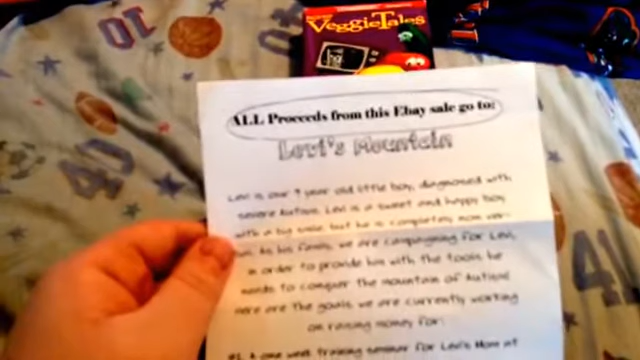 VeggieTales
10
40
41
ALL Proceeds from this Ebay sale go to:
Levi's Mountain
Levi is our 9 year old little boy, diagnosed with
severe Autism. Levi is a sweet and happy boy
with a big smile, but he is completely non ver-
bal. As his family, we are campaigning for Levi,
in order to provide him with the tools he
needs to conquer the mountain of Autism!
Here are the goals we are currently working
on raising money for:
#1. A one week training seminar for Levi's Mom at